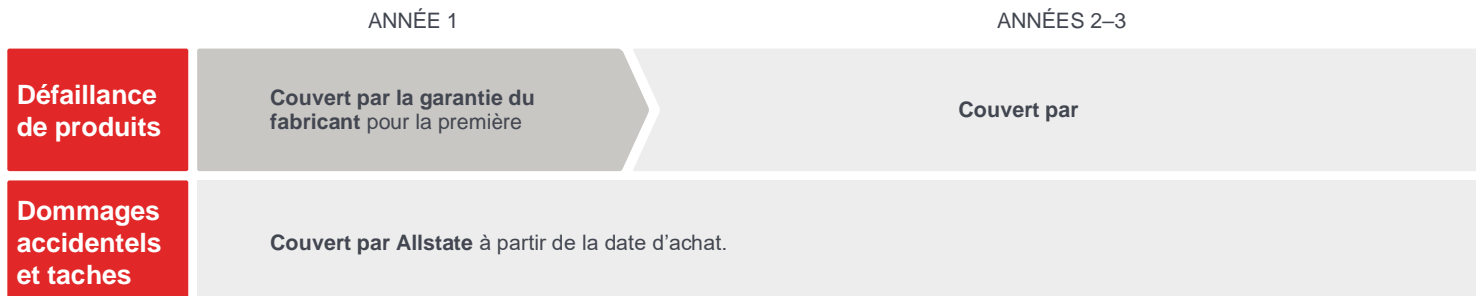 ANNÉE 1
ANNÉES 2–3
Défaillance
de produits
Couvert par la garantie du
fabricant pour la première
Couvert par
Dommages
accidentels
et taches
Couvert par Allstate à partir de la date d’achat.